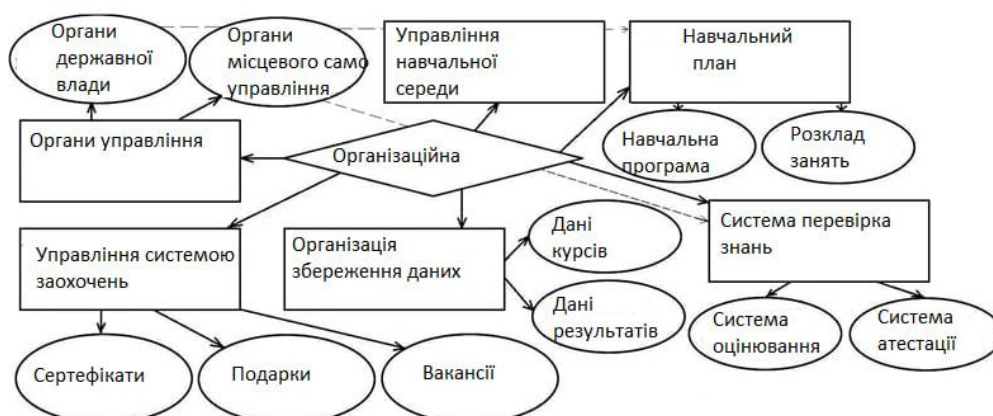 Органи
державної
влади
Органи
місцевого само
управління
Управління
навчальної
середи
Навчальний
план
Органи управління
Організаційна
Навчальна
програма
Розклад
занять
Управління системою
заохочень
Організація
збереження даних
Дані
курсів
Дані
результатів
Система перевірка
знань
Система
оцінювання
Система
атестації
Сертефікати
Подарки
Вакансії